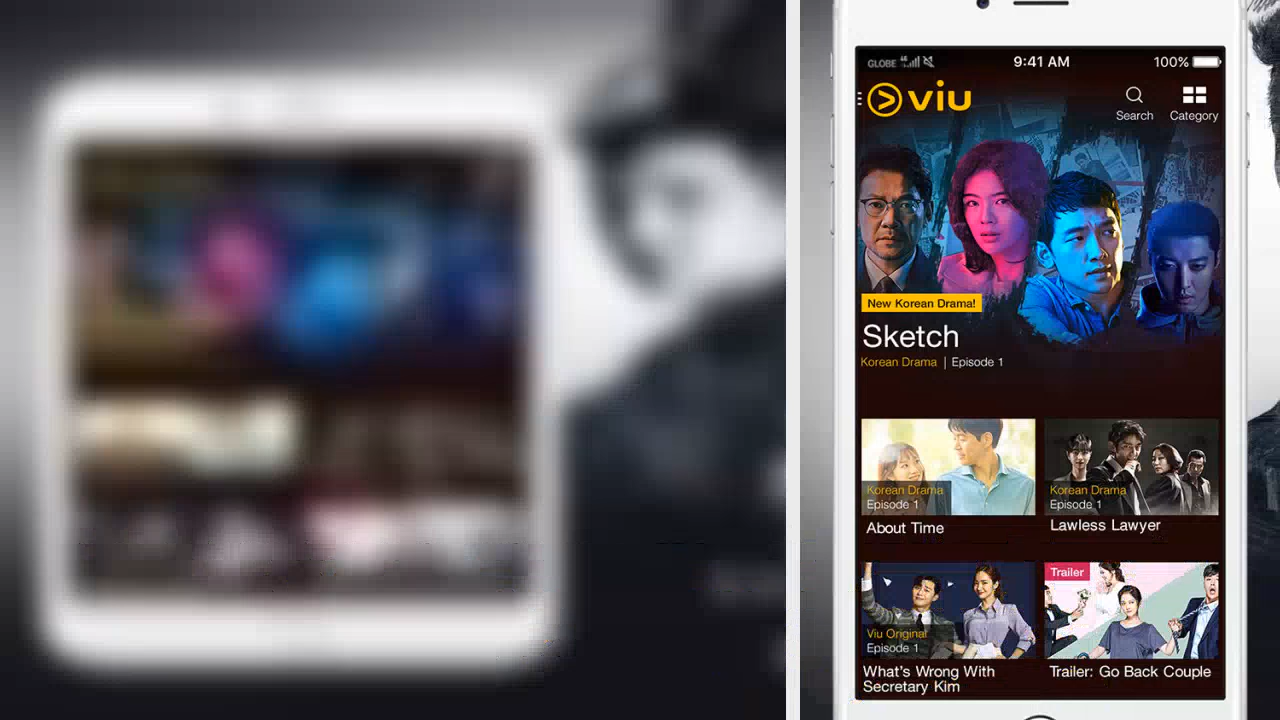 GLOBE
9:41 AM
100%
viu
Search
Category
New Korean Drama!
Sketch
Korean Drama | Episode 1
Korean Drama
Episode 1
About Time
Korean Drama
Episode 1
Lawless Lawyer
Viu Original
Episode 1
What's Wrong With
Secretary Kim
Trailer
Trailer: Go Back Couple